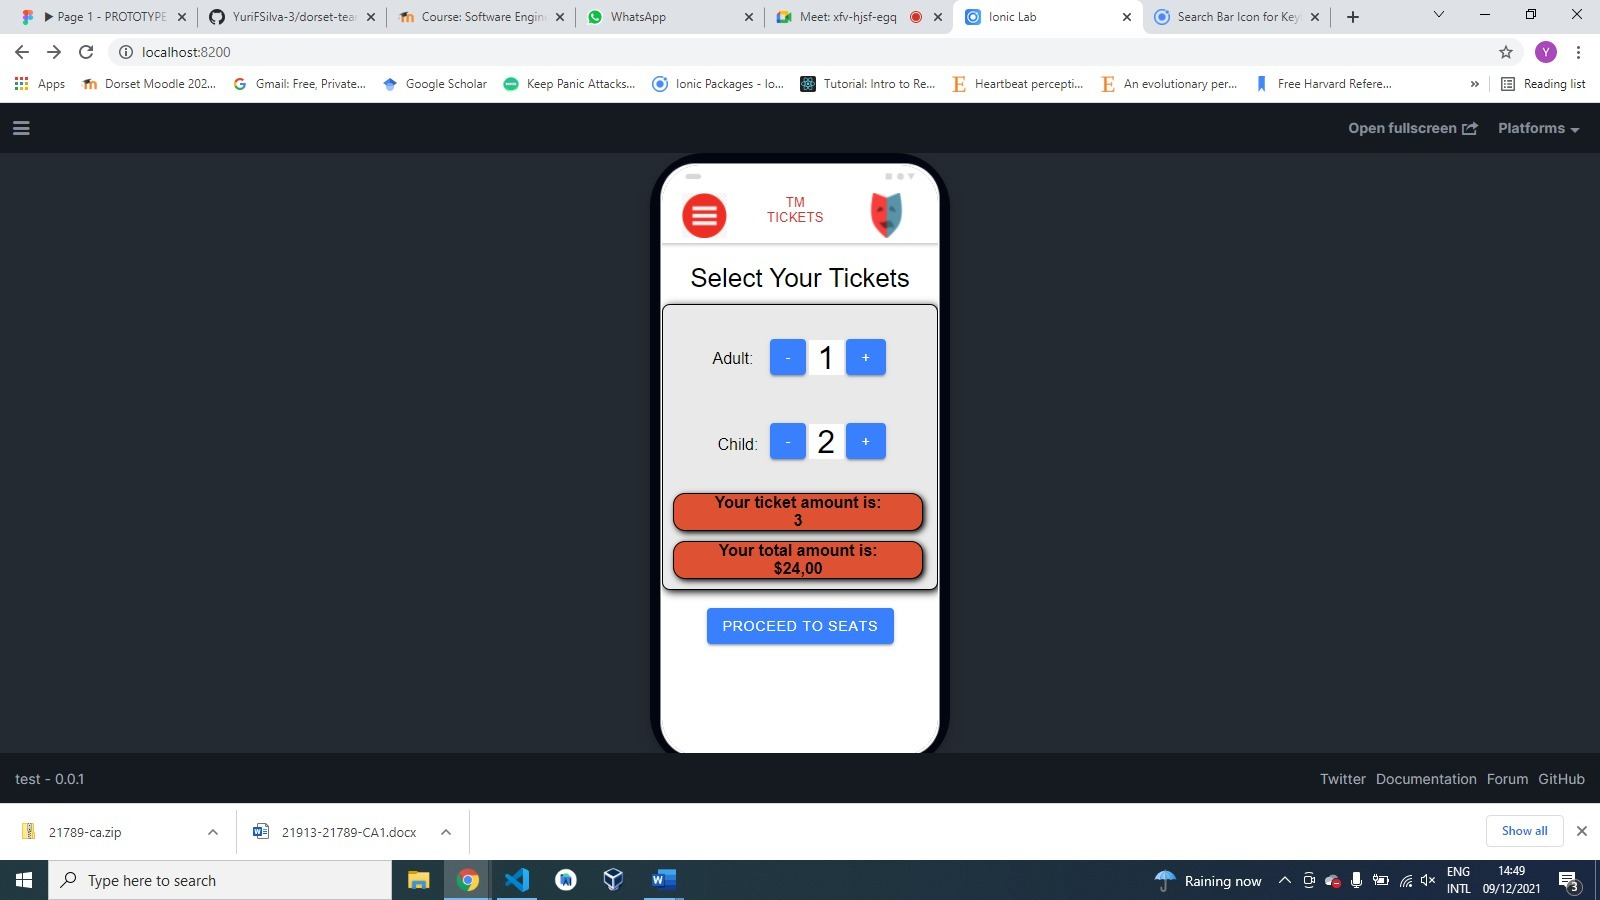 Page 1 - PROTOTYPE
YuriFSilva-3/dorset-tear
Course: Software Engin
WhatsApp
Meet: xfv-hjsf-egq
Ionic Lab
Search Bar Icon for Key
localhost:8200
Y
Apps
Dorset Moodle 202...
Gmail: Free, Private...
Google Scholar
Keep Panic Attacks...
Ionic Packages - Io...
Tutorial: Intro to Re...
Heartbeat percepti...
An evolutionary per...
Free Harvard Refere...
»
Reading list
Open fullscreen
Platforms
TM
TICKETS
Select Your Tickets
Adult:
-
1
+
Child:
-
2
+
Your ticket amount is:
3
Your total amount is:
$24,00
PROCEED TO SEATS
test - 0.0.1
Twitter Documentation Forum GitHub
21789-ca.zip
21913-21789-CA1.docx
Show all
Type here to search
Raining now
ENG
INTL
14:49
09/12/2021
3